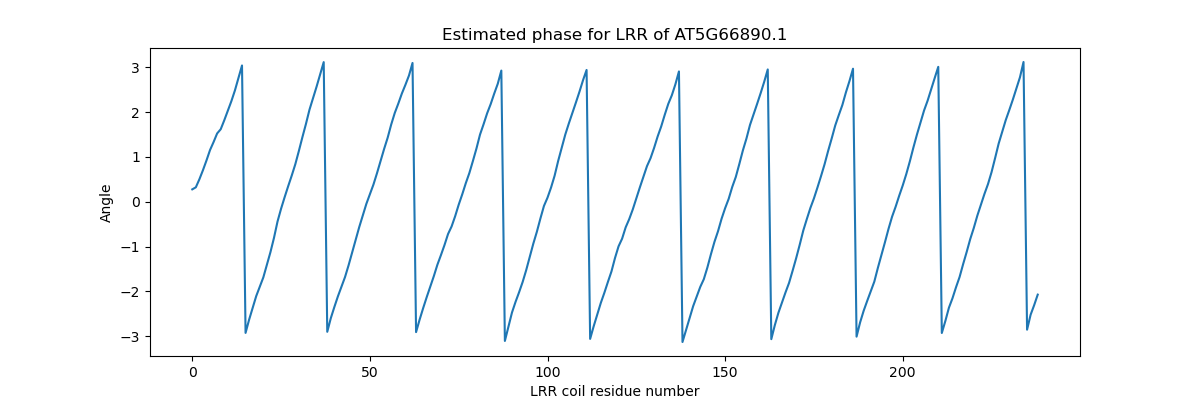 Estimated phase for LRR of AT5G66890.1
3
2
1
0
−1
−2
−3
Angle
0 50 100 150 200
LRR coil residue number